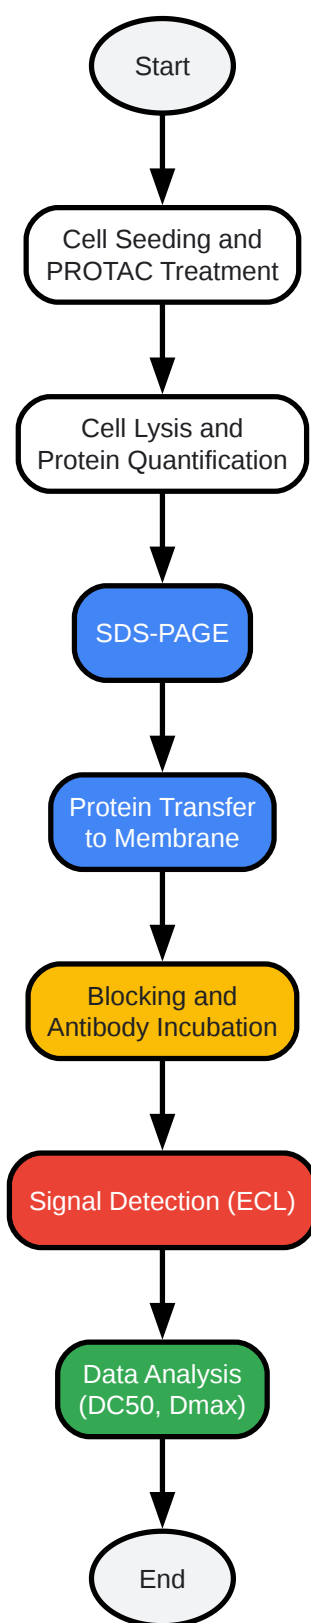 Start
Cell Seeding and
PROTAC Treatment
Cell Lysis and
Protein Quantification
SDS-PAGE
Protein Transfer
to Membrane
Blocking and
Antibody Incubation
Signal Detection (ECL)
Data Analysis
(DC50, Dmax)
End